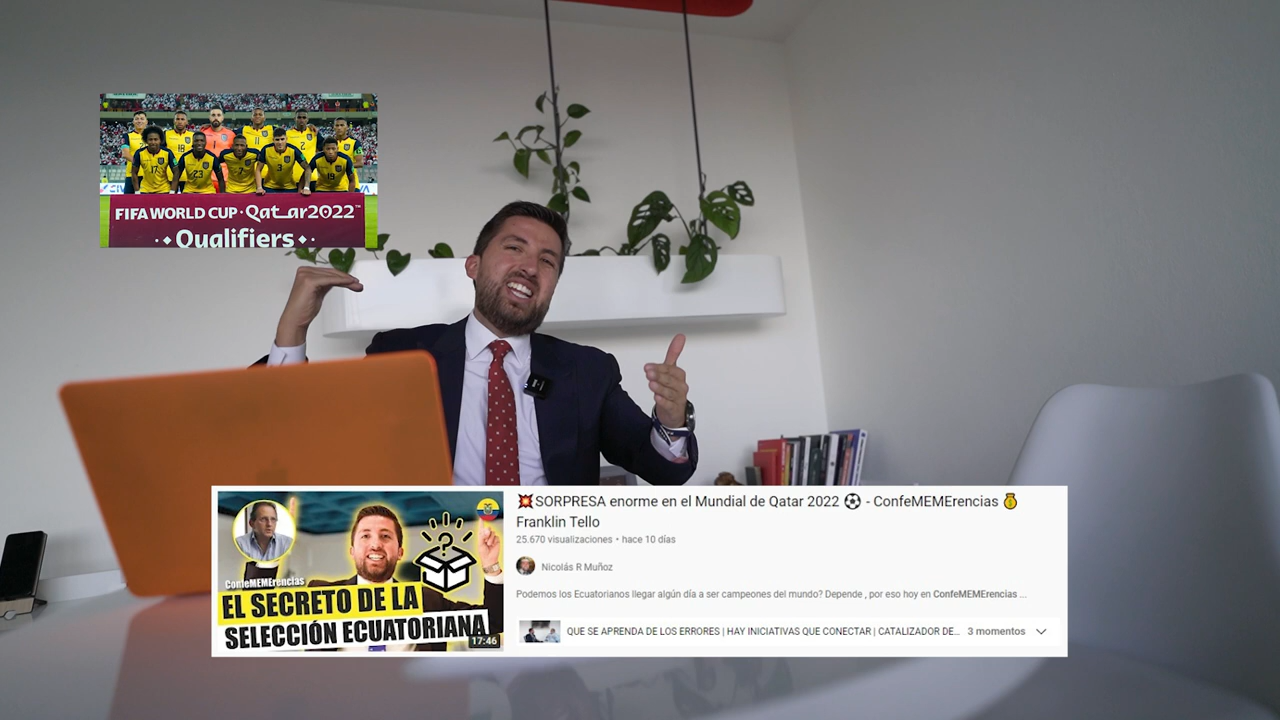 FIFA WORLD CUP · Qatar2022™
Qualifiers
💥SORPRESA enorme en el Mundial de Qatar 2022 ⚽ - ConfeMEMErencias 💰
Franklin Tello
25.670 visualizaciones • hace 10 días
Nicolás R Muñoz
Podemos los Ecuatorianos llegar algún día a ser campeones del mundo? Depende , por eso hoy en ConfeMEMErencias ...
QUE SE APRENDA DE LOS ERRORES | HAY INICIATIVAS QUE CONECTAR | CATALIZADOR DE... 3 momentos
ConfeMEMErencias
EL SECRETO DE LA
SELECCIÓN ECUATORIANA
17:46